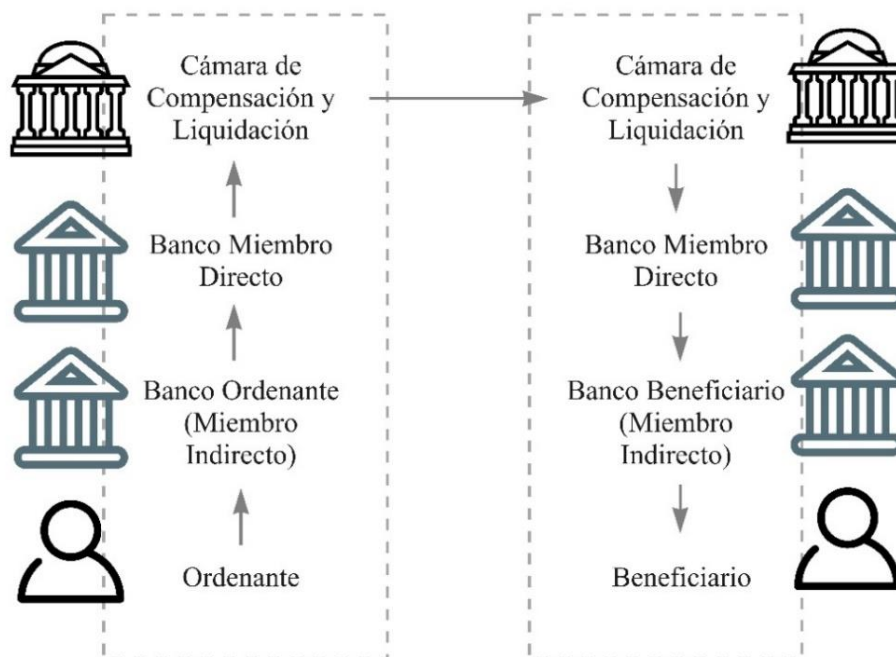 Cámara de
Compensación y
Liquidación
Banco Miembro
Directo
Banco Ordenante
(Miembro
Indirecto)
Ordenante
Cámara de
Compensación y
Liquidación
Banco Miembro
Directo
Banco Beneficiario
(Miembro
Indirecto)
Beneficiario